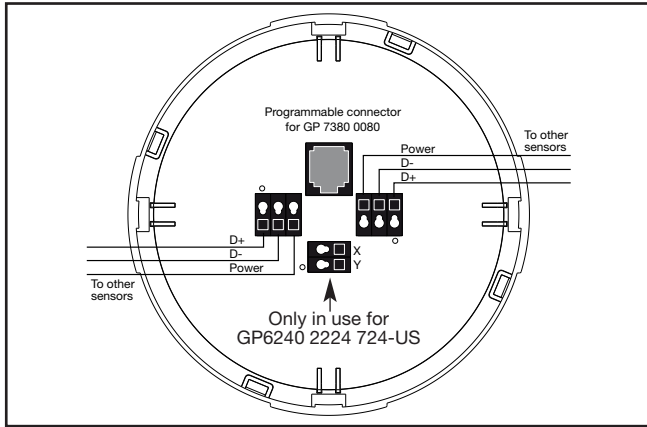 Programmable connector
for GP 7380 0080
To other
sensors
Power
D-
D+
D+
D-
Power
X
Y
To other
sensors
Only in use for
GP6240 2224 724-US